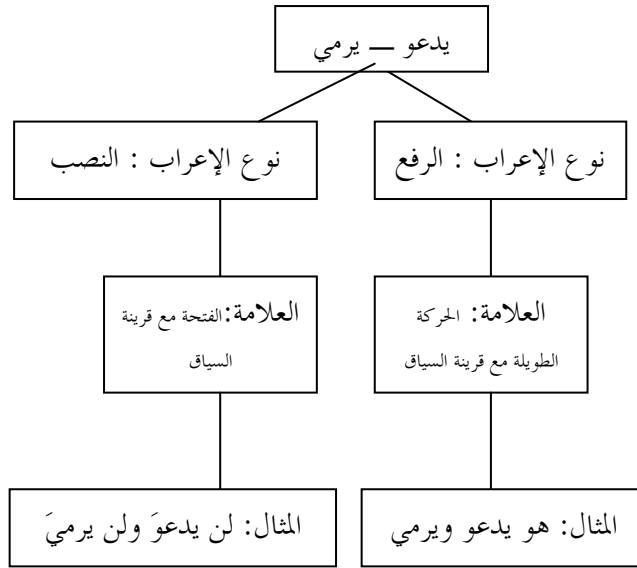 يدعو — يرمي
نوع الإعراب : الرفع
نوع الإعراب : النصب
العلامة: الحركة
الطويلة مع قرينة السياق
العلامة:الفتحة مع قرينة
السياق
المثال: هو يدعو ويرمي
المثال: لن يدعوَ ولن يرميَ